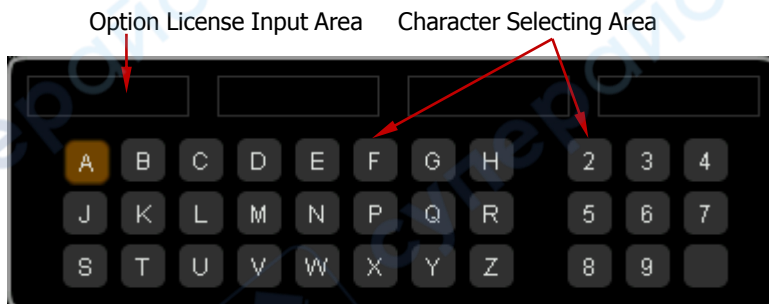 Option License Input Area Character Selecting Area
A B C D E F G H 2 3 4
J K L M N P Q R 5 6 7
S T U V W X Y Z 8 9